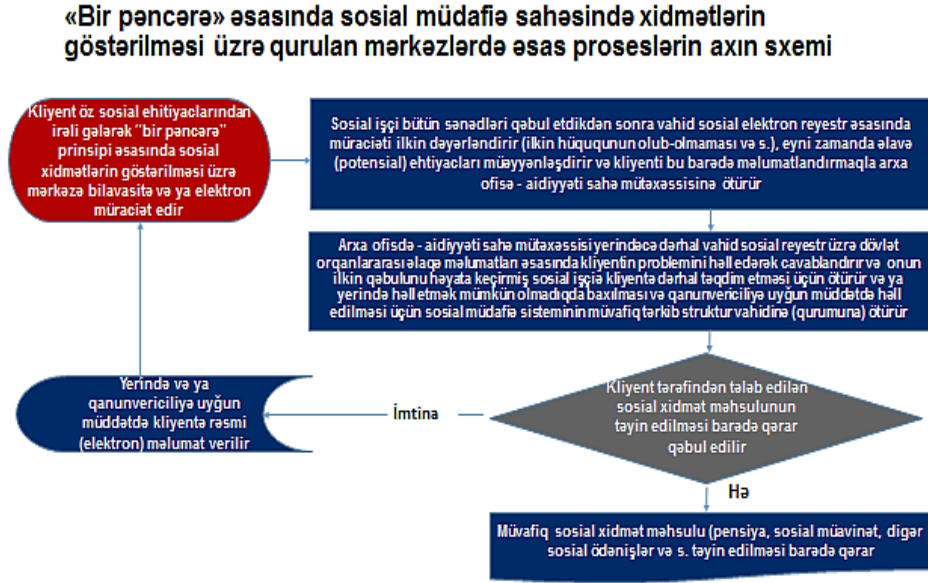 «Bir pəncərə» əsasında sosial müdafiə sahəsində xidmətlərin
göstərilməsi üzrə qurulan mərkəzlərdə əsas proseslərin axın sxemi
Kliyent öz sosial ehitiyaclarından
irəli gələrək "bir pəncərə"
prinsipi əsasında sosial
xidmətlərin göstərilməsi üzrə
mərkəzə bilavasitə və ya elektron
müraciət edir
Sosial işçi bütün sənədləri qəbul etdikdən sonra vahid sosial elektron reyestr əsasında
müraciəti ilkin dəyərləndirir (ilkin hüququnun olub-olmaması və s.), eyni zamanda əlavə
(potensial) ehtiyacları müəyyənləşdirir və kliyenti bu barədə məlumatlandırmaqla arxa
ofisə - aidiyyəti sahə mütəxəssisinə ötürür
Arxa ofisdə - aidiyyəti sahə mütəxəssisi yerindəcə dərhal vahid sosial reyestr üzrə dövlət
orqanlararası əlaqə məlumatları əsasında kliyentin problemini həll edərək cavablandırır və onun
ilkin qəbulunu həyata keçirmiş sosial işçiə kliyentə dərhal təqdim etməsi üçün ötürür və ya
yerində həll etmək mümkün olmadıqda baxılması və qanunvericiliyə uyğun müddətdə həll
edilməsi üçün sosial müdafiə sisteminin müvafiq tərkib struktur vahidinə (qurumuna) ötürür
Kliyent tərəfindən tələb edilən
sosial xidmət məhsulunun
təyin edilməsi barədə qərar
qəbul edilir
İmtina
Yerində və ya
qanunvericiliyə uyğun
müddətdə kliyentə rəsmi
(elektron) məlumat verilir
Hə
Müvafiq sosial xidmət məhsulu (pensiya, sosial müavinət, digər
sosial ödənişlər və s. təyin edilməsi barədə qərar